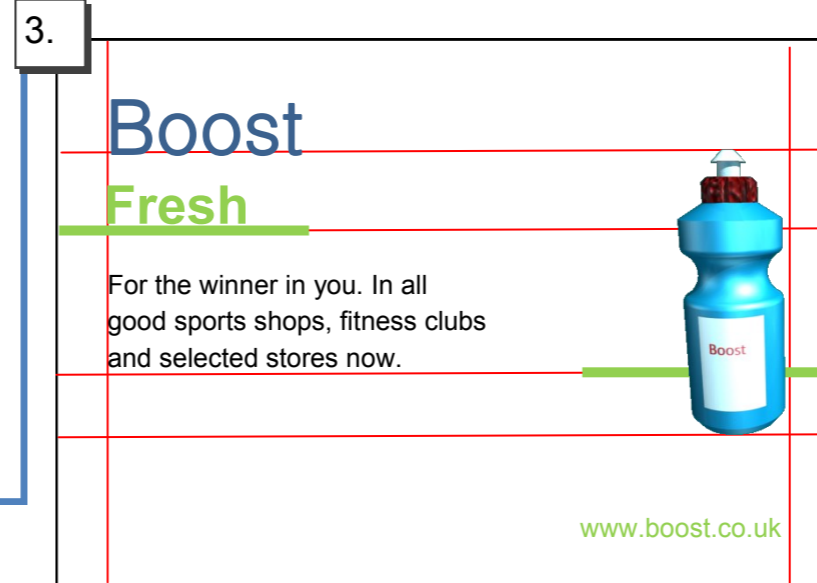 3.
Boost
Fresh
For the winner in you. In all
good sports shops, fitness clubs
and selected stores now.
Boost
www.boost.co.uk